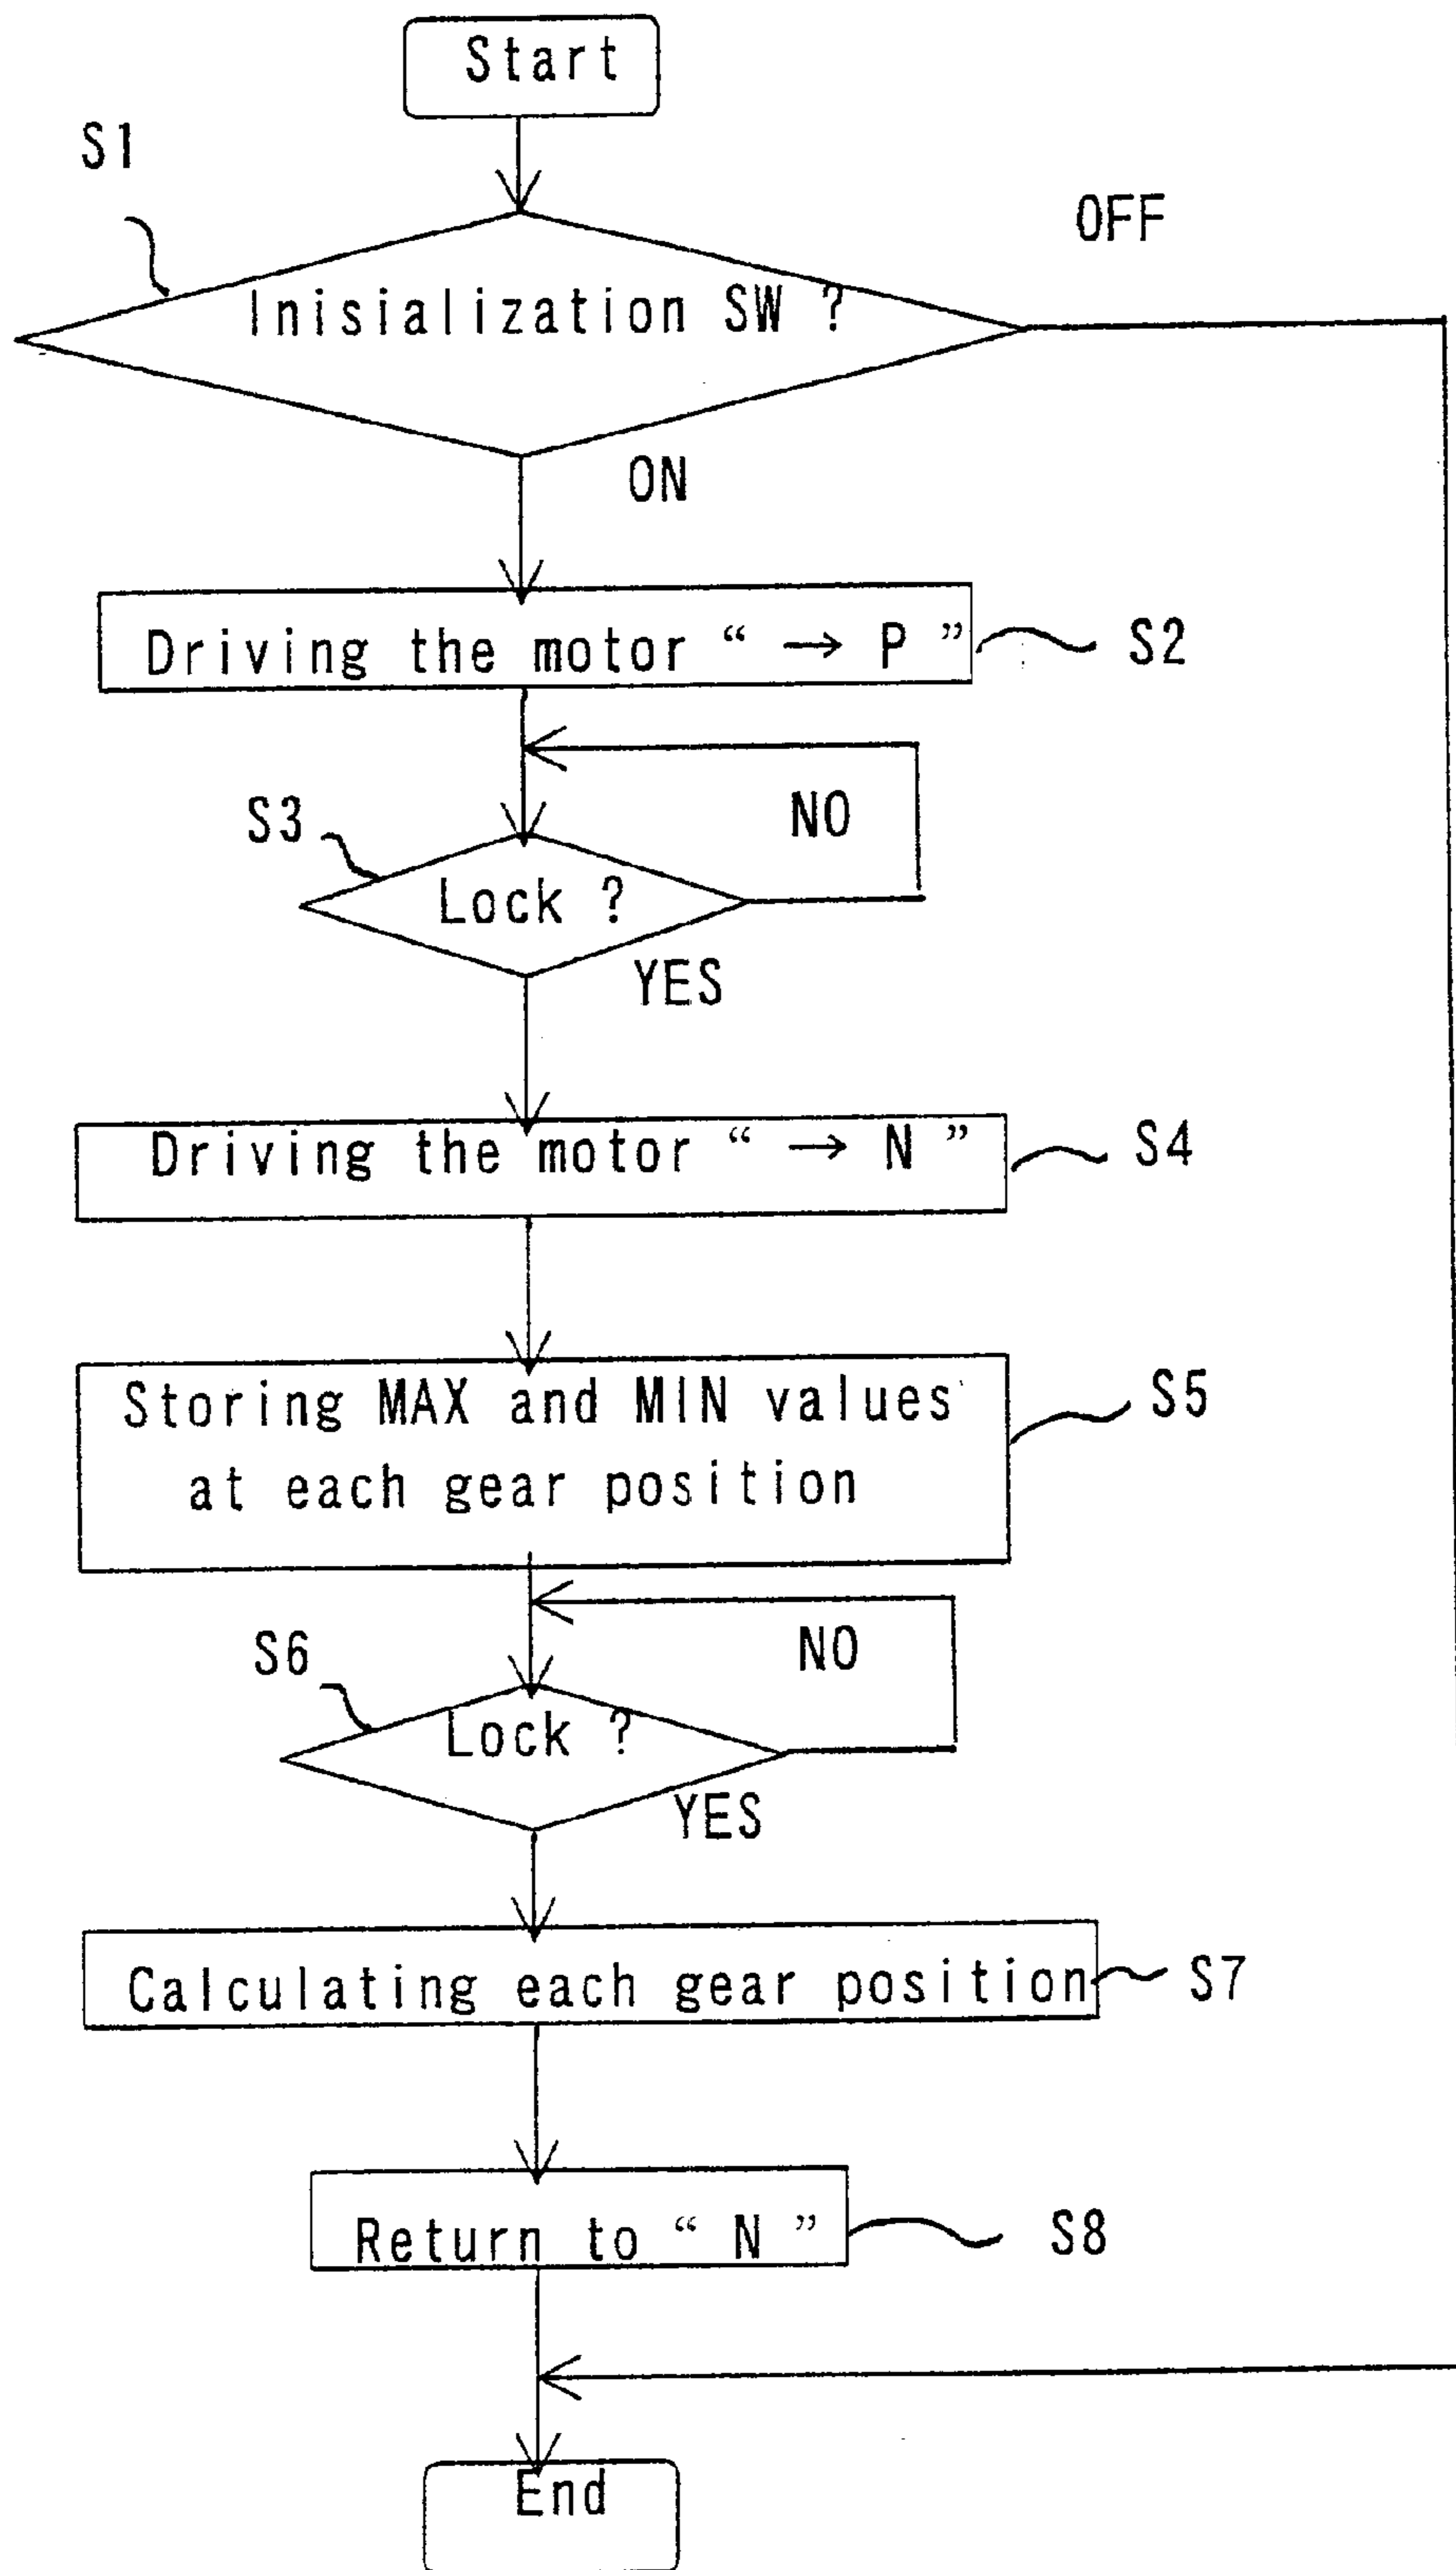 Start
S1
OFF
Inisialization SW ?
ON
Driving the motor “ → P ”
S2
S3
NO
Lock ?
YES
Driving the motor “ → N ”
S4
Storing MAX and MIN values
at each gear position
S5
S6
NO
Lock ?
YES
Calculating each gear position
S7
Return to “ N ”
S8
End